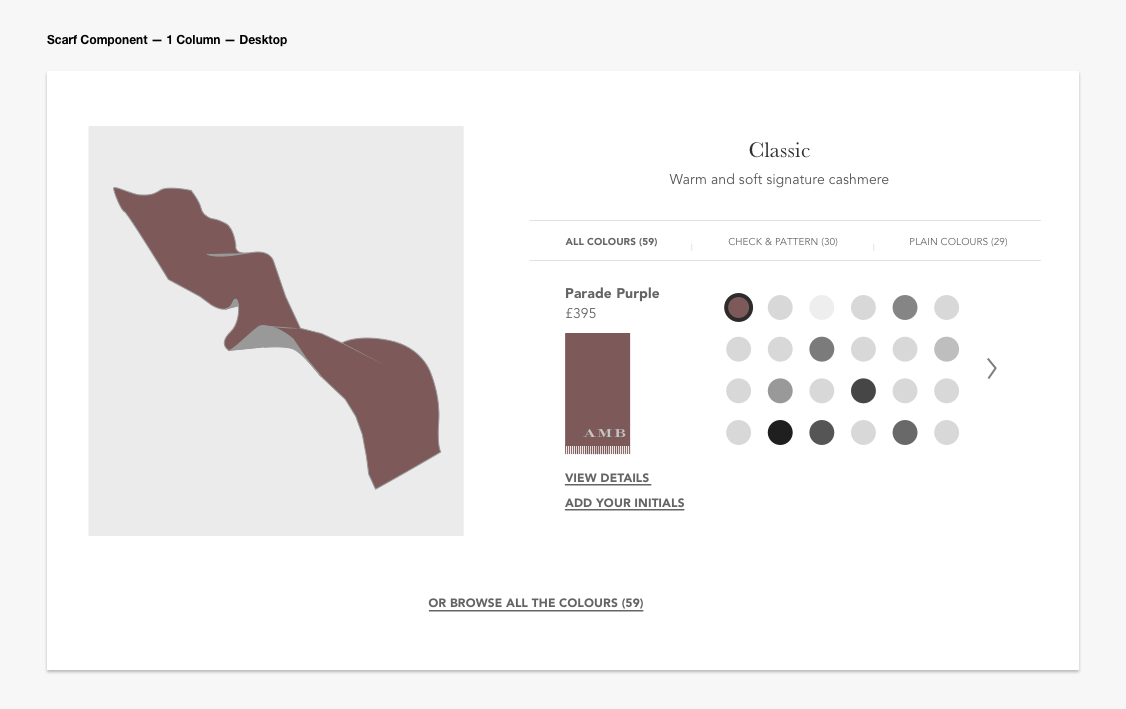 Scarf Component — 1 Column — Desktop
Classic
Warm and soft signature cashmere
ALL COLOURS (59)
CHECK & PATTERN (30)
PLAIN COLOURS (29)
Parade Purple
£395
AMB
VIEW DETAILS
ADD YOUR INITIALS
OR BROWSE ALL THE COLOURS (59)